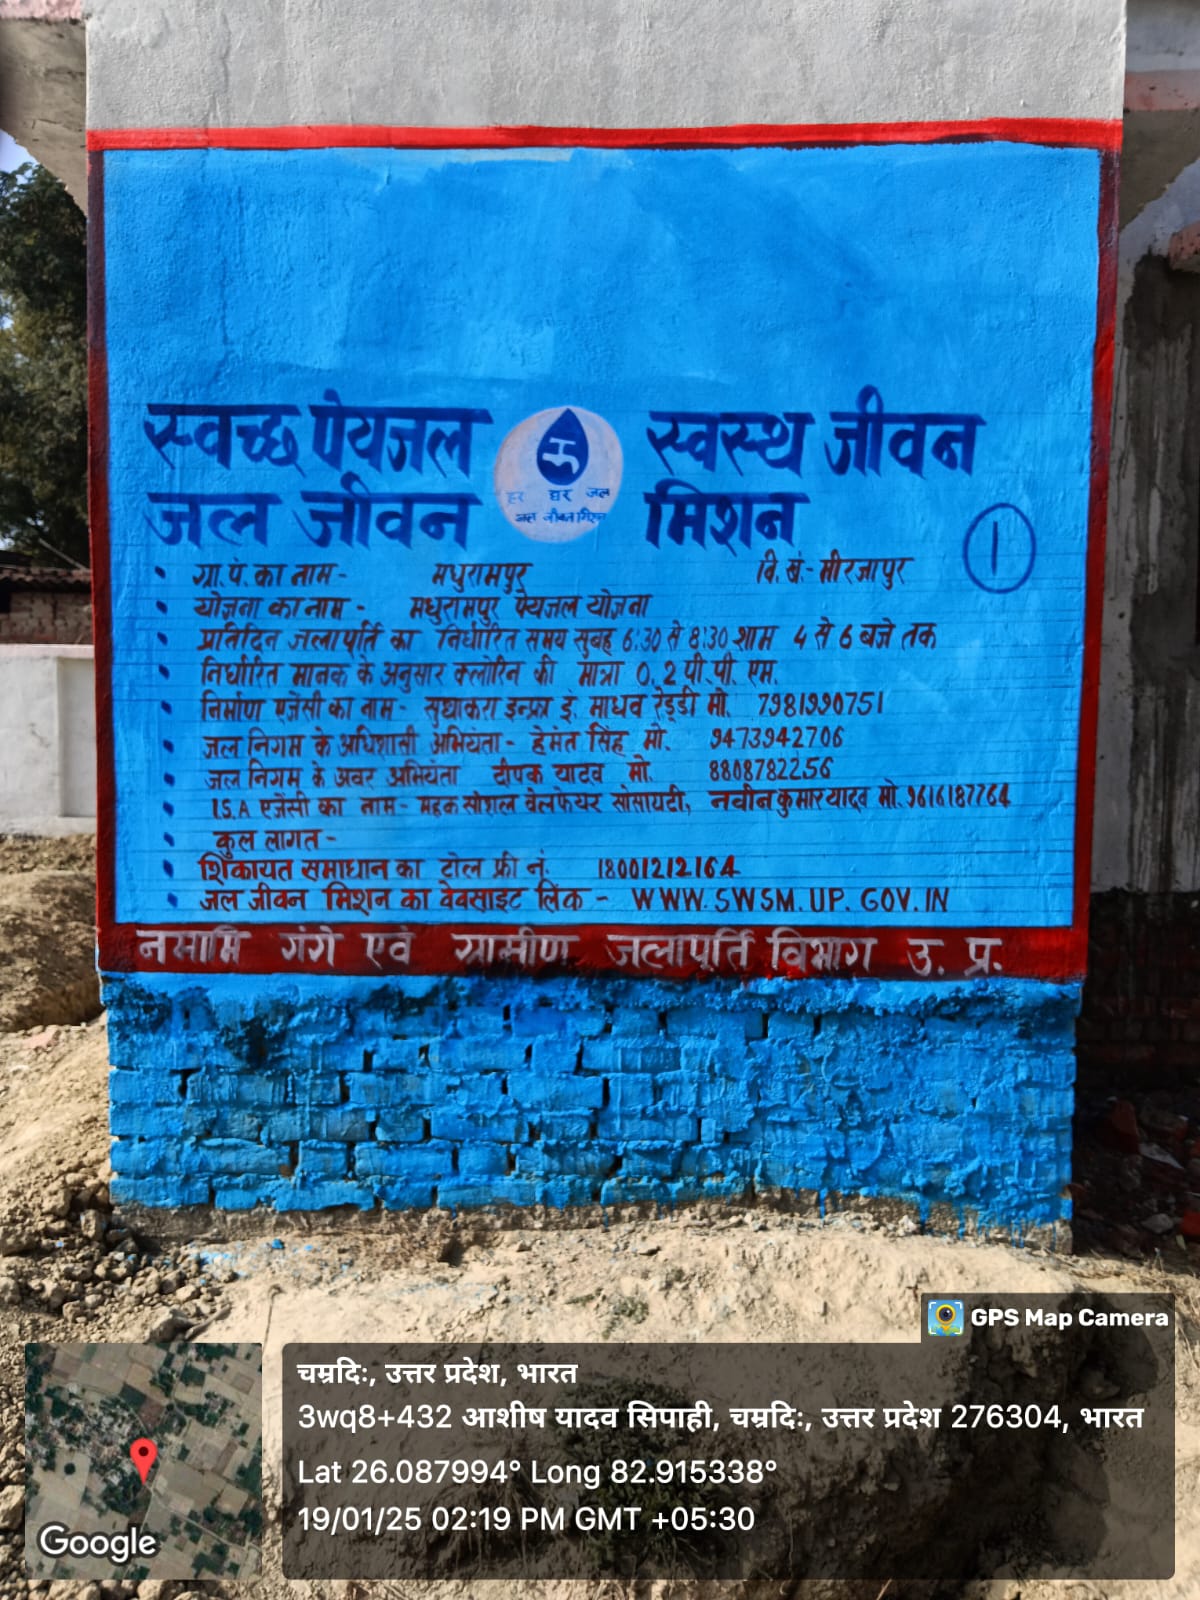 स्वच्छ पेयजल स्वस्थ जीवन
जल जीवन मिशन
हर घर जल
जल जीवन मिशन
1
• ग्रा.पं. का नाम- मधुरामपुर वि. खं.- मीरजापुर
• योजना का नाम - मधुरामपुर पेयजल योजना
• प्रतिदिन जलापूर्ति का निर्धारित समय सुबह 6:30 से 8:30 शाम 4 से 6 बजे तक
• निर्धारित मानक के अनुसार क्लोरिन की मात्रा 0.2 पी.पी. एम.
• निर्माण एजेंसी का नाम- सुधाकरा इन्फ्रा इं. माधव रेड्डी मो. 7981990751
• जल निगम के अधिशासी अभियंता- हेमंत सिंह मो. 9473942706
• जल निगम के अवर अभियंता दीपक यादव मो. 8808782256
• I.S.A एजेंसी का नाम- महक सोशल वेलफेयर सोसायटी, नवीन कुमार यादव मो. 9616187764
• कुल लागत-
• शिकायत समाधान का टोल फ्री नं. 18001212164
• जल जीवन मिशन का वेबसाइट लिंक - WWW.SWSM.UP.GOV.IN
नमामि गंगे एवं ग्रामीण जलापूर्ति विभाग उ. प्र.
GPS Map Camera
चम्रदिः, उत्तर प्रदेश, भारत
3wq8+432 आशीष यादव सिपाही, चम्रदिः, उत्तर प्रदेश 276304, भारत
Lat 26.087994° Long 82.915338°
19/01/25 02:19 PM GMT +05:30
Google